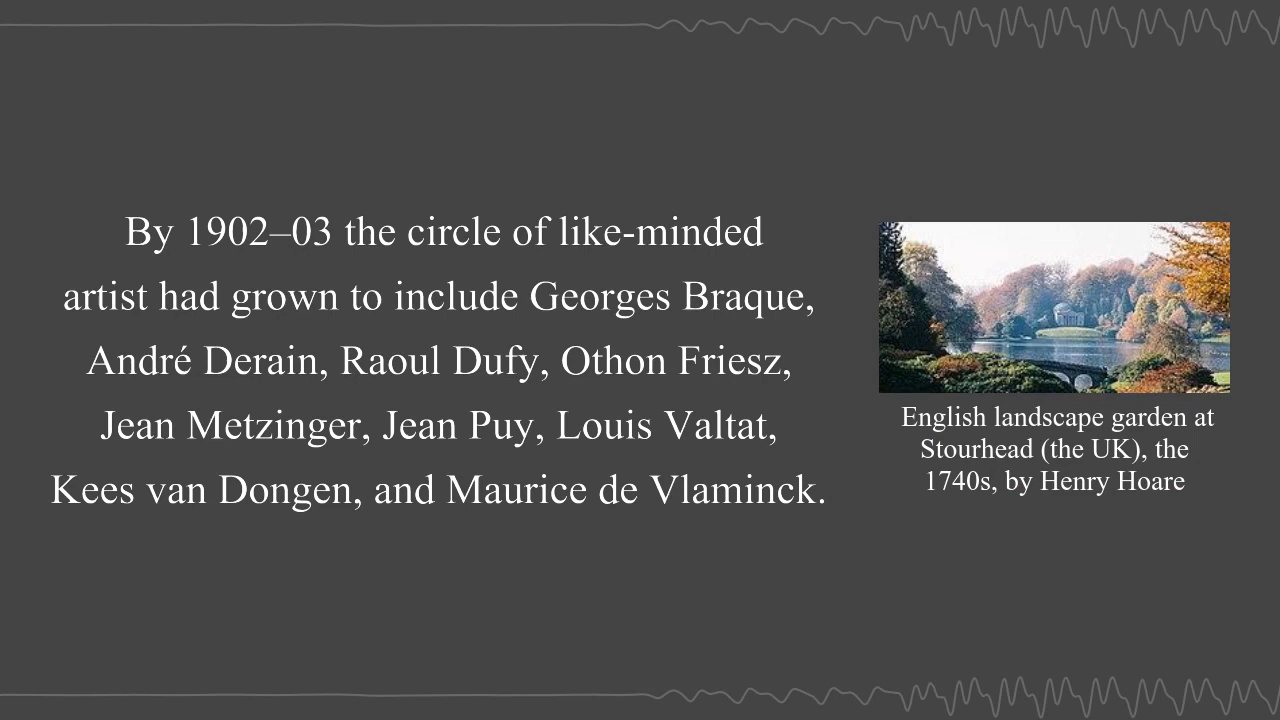 By 1902–03 the circle of like-minded
artist had grown to include Georges Braque,
André Derain, Raoul Dufy, Othon Friesz,
Jean Metzinger, Jean Puy, Louis Valtat,
Kees van Dongen, and Maurice de Vlaminck.
English landscape garden at
Stourhead (the UK), the
1740s, by Henry Hoare